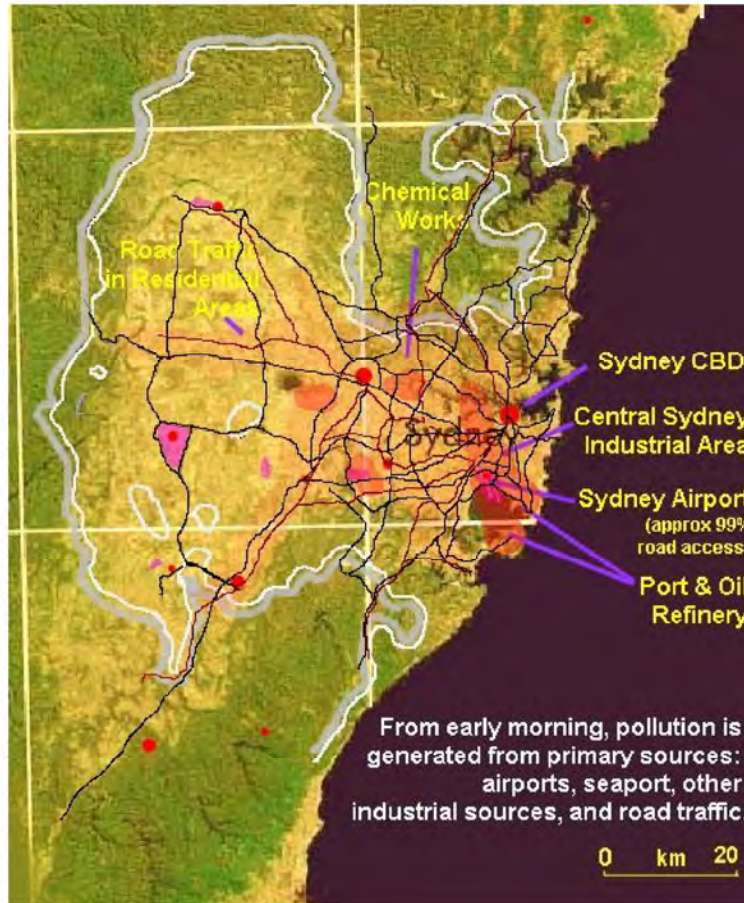 Chemical
Works
Road Traffic
in Residential
Areas
Sydney CBD
Sydney
Central Sydney
Industrial Area
Sydney Airport
(approx 99%
road access
Port & Oil
Refinery
From early morning, pollution is
generated from primary sources:
airports, seaport, other
industrial sources, and road traffic
0 km 20